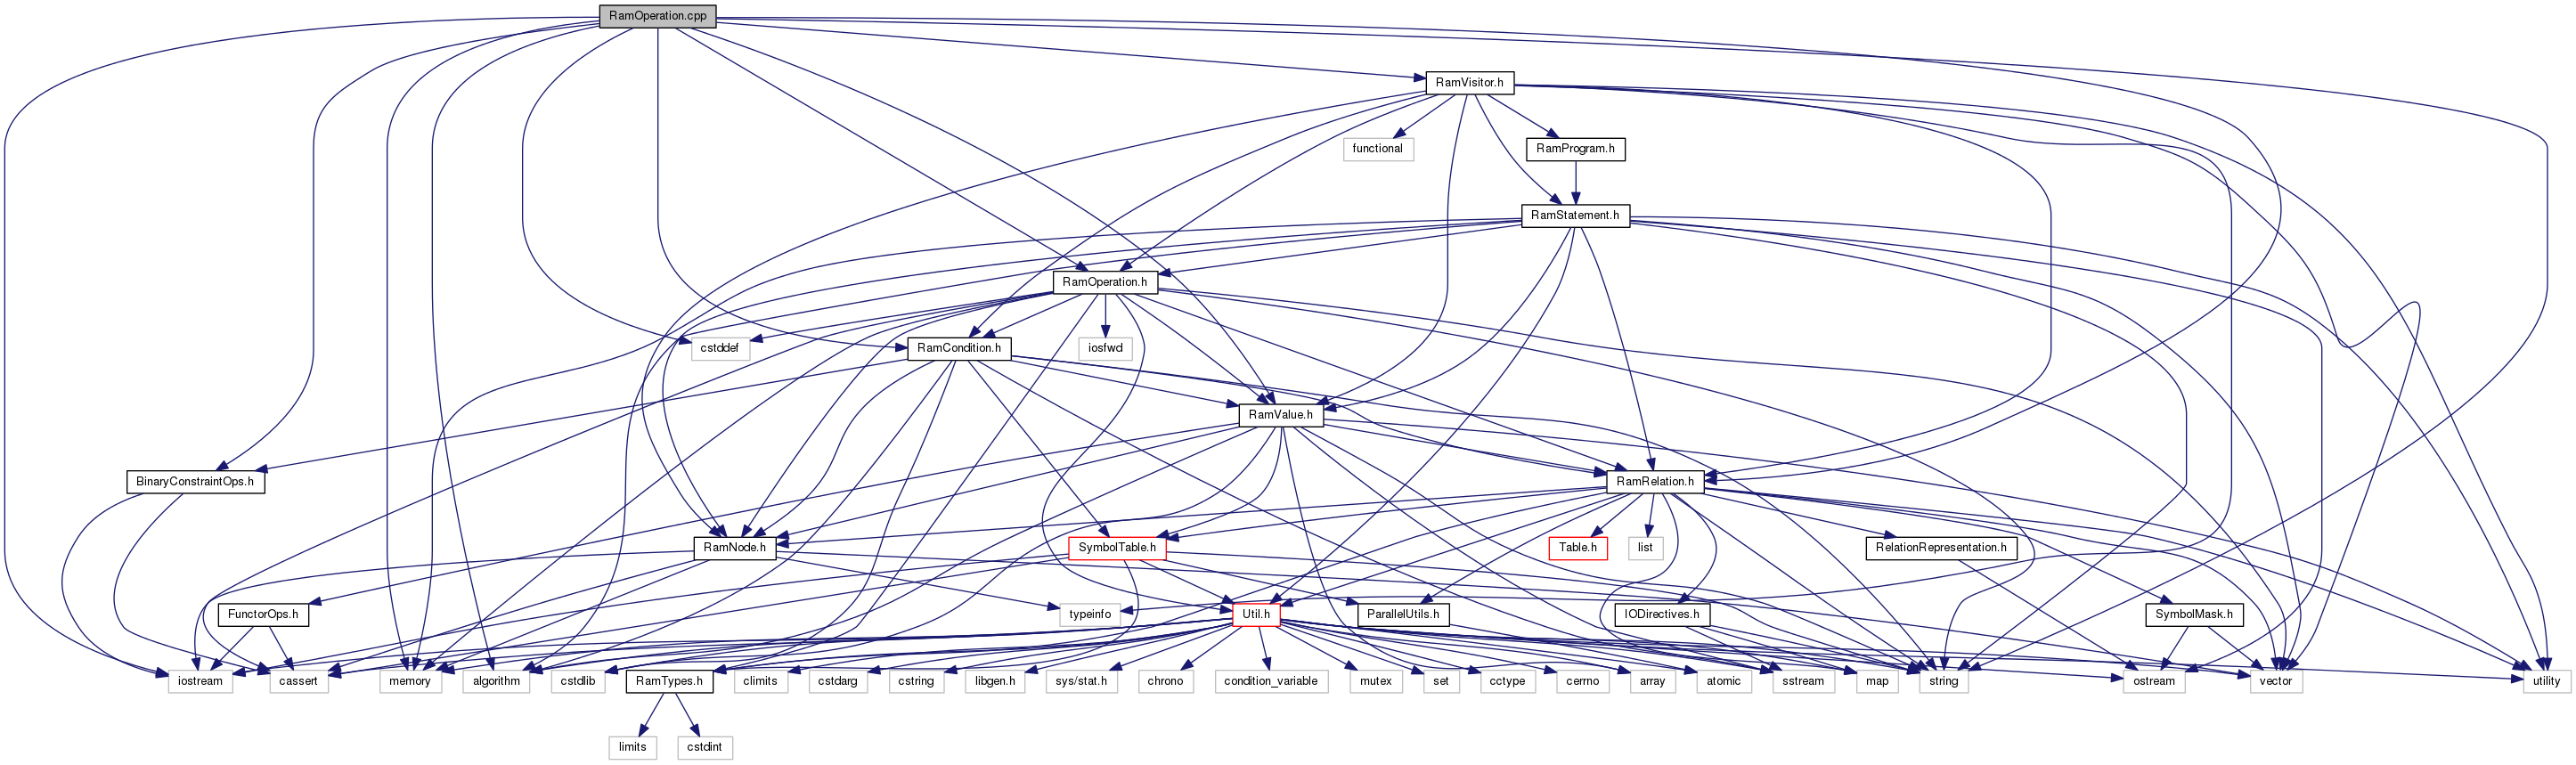 RamOperation.cpp
RamVisitor.h
functional
RamProgram.h
RamStatement.h
RamOperation.h
cstddef
RamCondition.h
iosfwd
RamValue.h
BinaryConstraintOps.h
RamRelation.h
RamNode.h
SymbolTable.h
Table.h
list
RelationRepresentation.h
FunctorOps.h
typeinfo
Util.h
ParallelUtils.h
IODirectives.h
SymbolMask.h
iostream
cassert
memory
algorithm
cstdlib
RamTypes.h
climits
cstdarg
cstring
libgen.h
sys/stat.h
chrono
condition_variable
mutex
set
cctype
cerrno
array
atomic
sstream
map
string
ostream
vector
utility
limits
cstdint